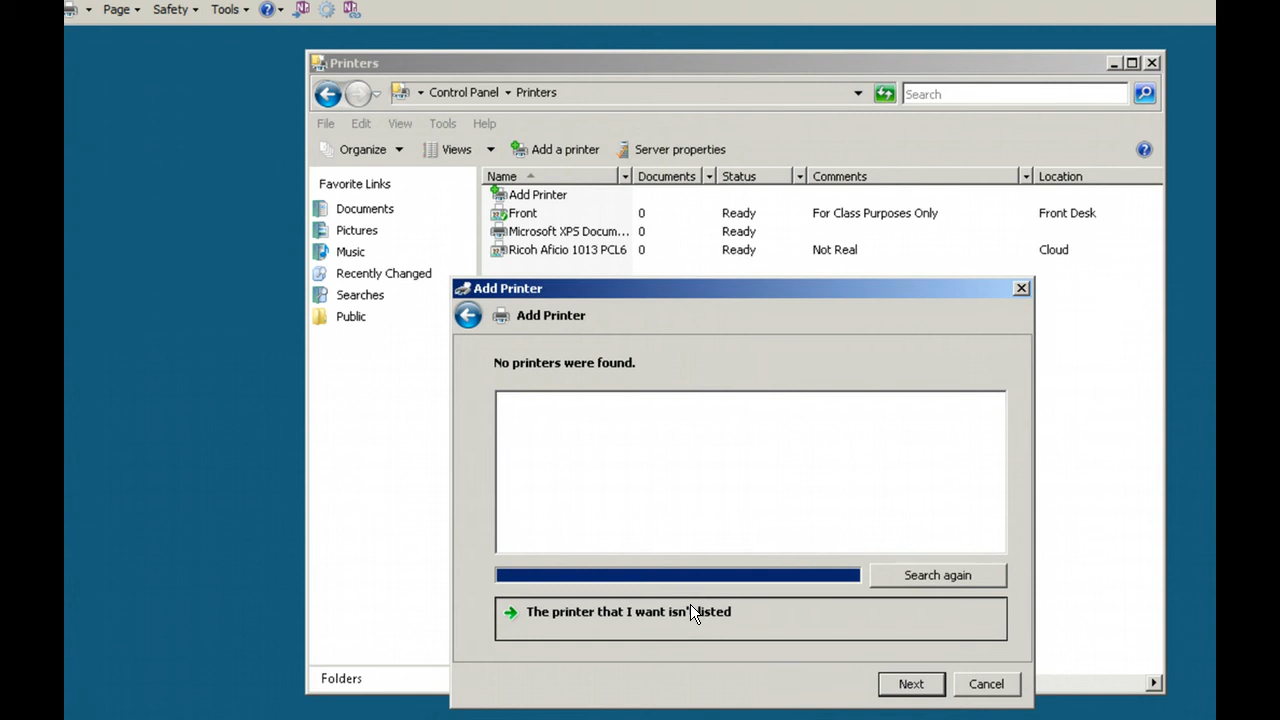 Page Safety Tools
Printers
Control Panel Printers
Search
File Edit View Tools Help
Organize Views Add a printer Server properties
Favorite Links
Documents
Pictures
Music
Recently Changed
Searches
Public
Folders
Name Documents Status Comments Location
Add Printer
Front 0 Ready For Class Purposes Only Front Desk
Microsoft XPS Docum... 0 Ready
Ricoh Aficio 1013 PCL6 0 Ready Not Real Cloud
Add Printer
Add Printer
No printers were found.
Search again
The printer that I want isn't listed
Next Cancel